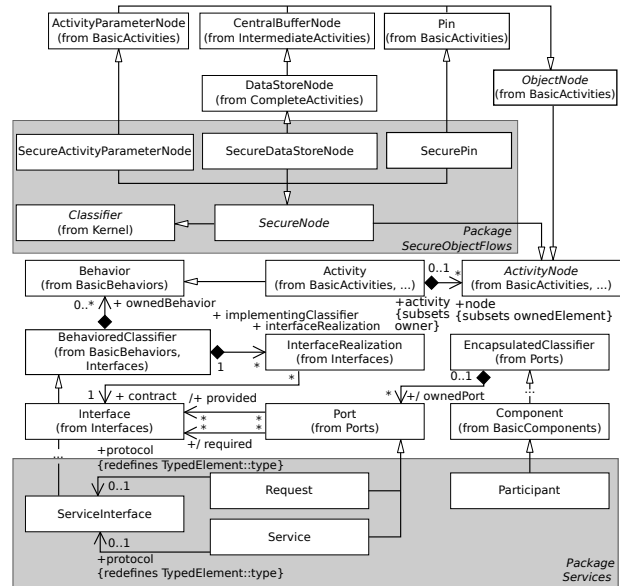 ActivityParameterNode
(from BasicActivities)
CentralBufferNode
(from IntermediateActivities)
Pin
(from BasicActivities)
DataStoreNode
(from CompleteActivities)
ObjectNode
(from BasicActivities)
SecureActivityParameterNode
SecureDataStoreNode
SecurePin
Classifier
(from Kernel)
SecureNode
Package
SecureObjectFlows
Behavior
(from BasicBehaviors)
Activity
(from BasicActivities, ...)
0..1
*
ActivityNode
(from BasicActivities, ...)
+activity
{subsets
owner}
+node
{subsets ownedElement}
0..*
+ ownedBehavior
+ implementingClassifier
+ interfaceRealization
BehavioredClassifier
(from BasicBehaviors,
Interfaces)
1
*
InterfaceRealization
(from Interfaces)
EncapsulatedClassifier
(from Ports)
0..1
*
...
1
+ contract
/+ provided
*
+/ ownedPort
Interface
(from Interfaces)
*
*
*
*
Port
(from Ports)
Component
(from BasicComponents)
+/ required
...
+protocol
{redefines TypedElement::type}
0..1
Request
Participant
ServiceInterface
Service
0..1
+protocol
{redefines TypedElement::type}
Package
Services